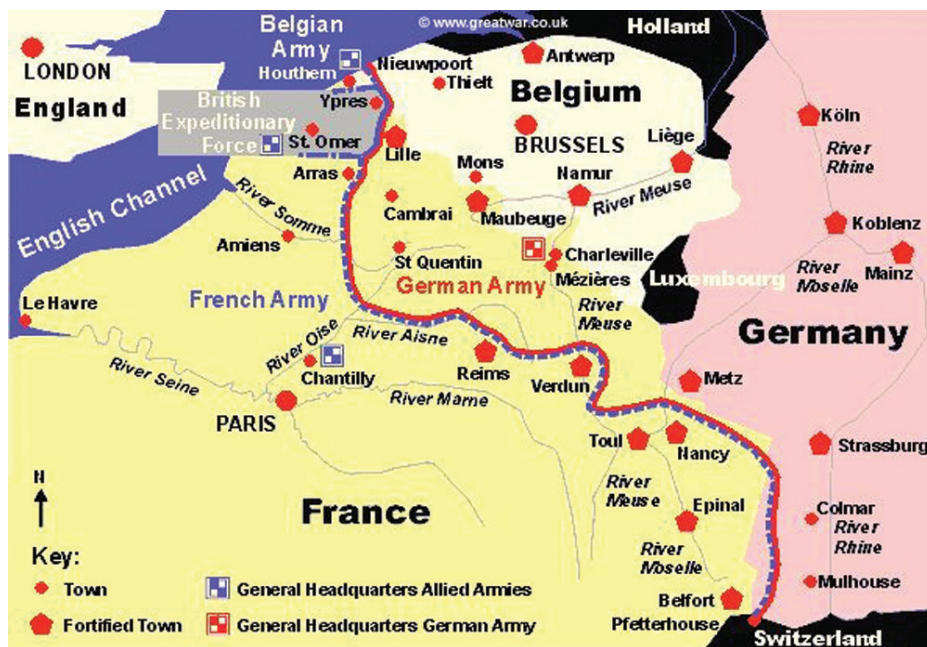 © www.greatwar.co.uk
Holland
Belgian
Army
Houthern
Nieuwpoort
Antwerp
Thielt
LONDON
England
Ypres
Belgium
British
Expeditionary
Force
St. Omer
BRUSSELS
Liège
Köln
River
Rhine
Lille
Mons
Namur
Arras
English Channel
River Somme
Cambrai
Maubeuge
River Meuse
Koblenz
Amiens
St Quentin
Charleville
Mézières
Luxembourg
River
Moselle
Mainz
Le Havre
French Army
German Army
River
Meuse
Germany
River Oise
River Aisne
River Seine
Chantilly
Reims
Verdun
Metz
PARIS
River Marne
Toul
Nancy
Strassburg
N
France
River
Meuse
Epinal
Colmar
River
Rhine
River
Moselle
Key:
Town
General Headquarters Allied Armies
Mulhouse
Belfort
Fortified Town
General Headquarters German Army
Pfetterhouse
Switzerland